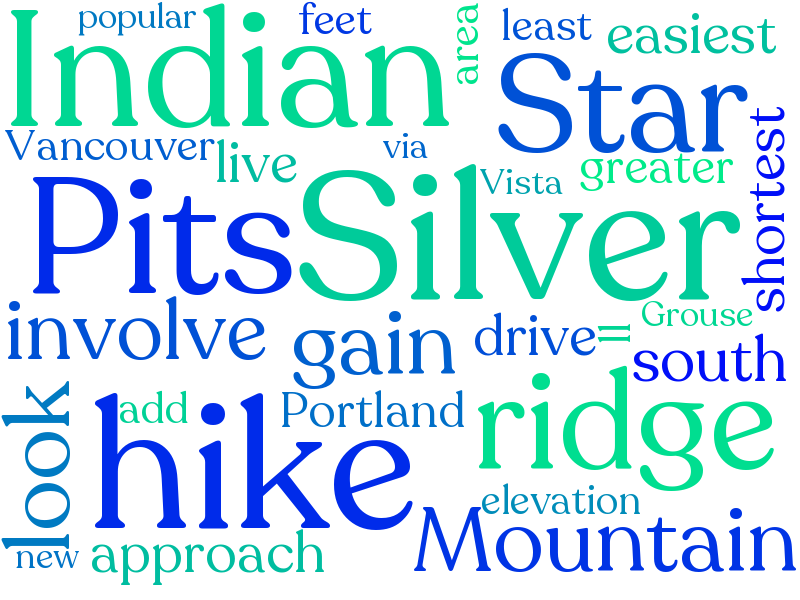 popular
feet
area
least
easiest
Indian
Star
Vancouver
live
via
Vista
greater
shortest
Pits
Silver
involve
gain
drive
ll
Grouse
south
look
add
Portland
ridge
hike
elevation
Mountain
new
approach